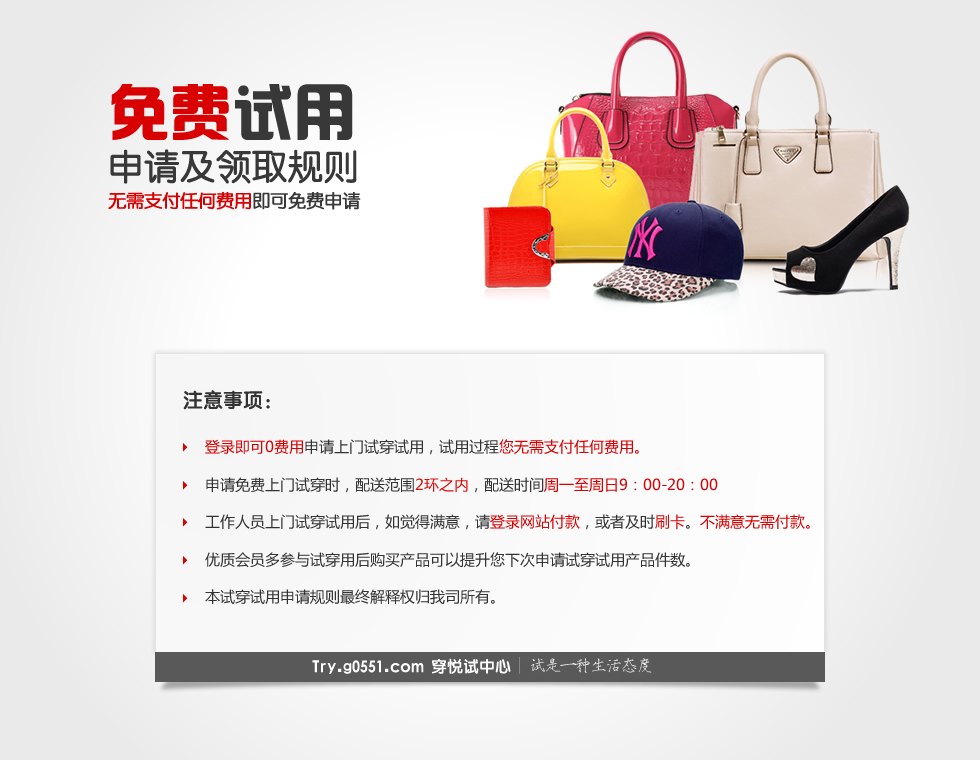 免费试用
申请及领取规则
无需支付任何费用即可免费申请
NY
注意事项：
登录即可0费用申请上门试穿试用，试用过程您无需支付任何费用。
申请免费上门试穿时，配送范围2环之内，配送时间周一至周日9：00-20：00
工作人员上门试穿试用后，如觉得满意，请登录网站付款，或者及时刷卡。不满意无需付款。
优质会员多参与试穿用后购买产品可以提升您下次申请试穿试用产品件数。
本试穿试用申请规则最终解释权归我司所有。
Try.g0551.com 穿悦试中心 | 试是一种生活态度